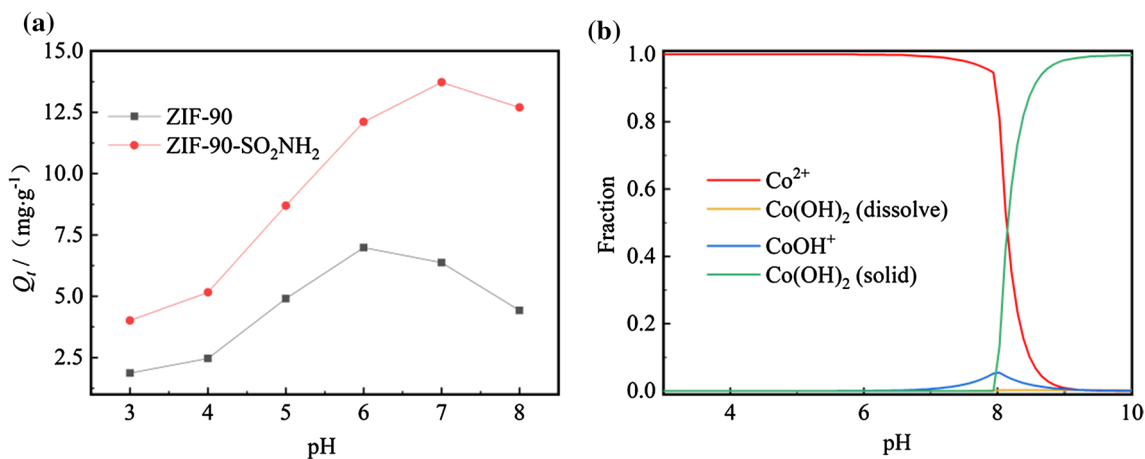 (a)
15.0
12.5
10.0
7.5
5.0
2.5
Qt / (mg·g⁻¹)
ZIF-90
ZIF-90-SO₂NH₂
3 4 5 6 7 8
pH
(b)
1.0
0.8
0.6
0.4
0.2
0.0
Fraction
Co²⁺
Co(OH)₂ (dissolve)
CoOH⁺
Co(OH)₂ (solid)
4 6 8 10
pH